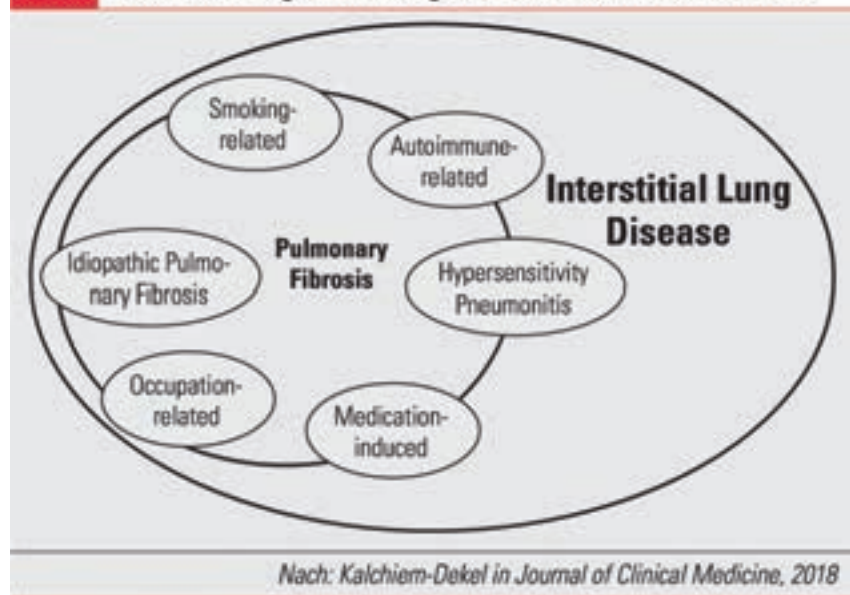 Smoking-
related
Autoimmune-
related
Interstitial Lung
Disease
Pulmonary
Fibrosis
Idiopathic Pulmo-
nary Fibrosis
Hypersensitivity
Pneumonitis
Occupation-
related
Medication-
induced
Nach: Kalchiem-Dekel in Journal of Clinical Medicine, 2018